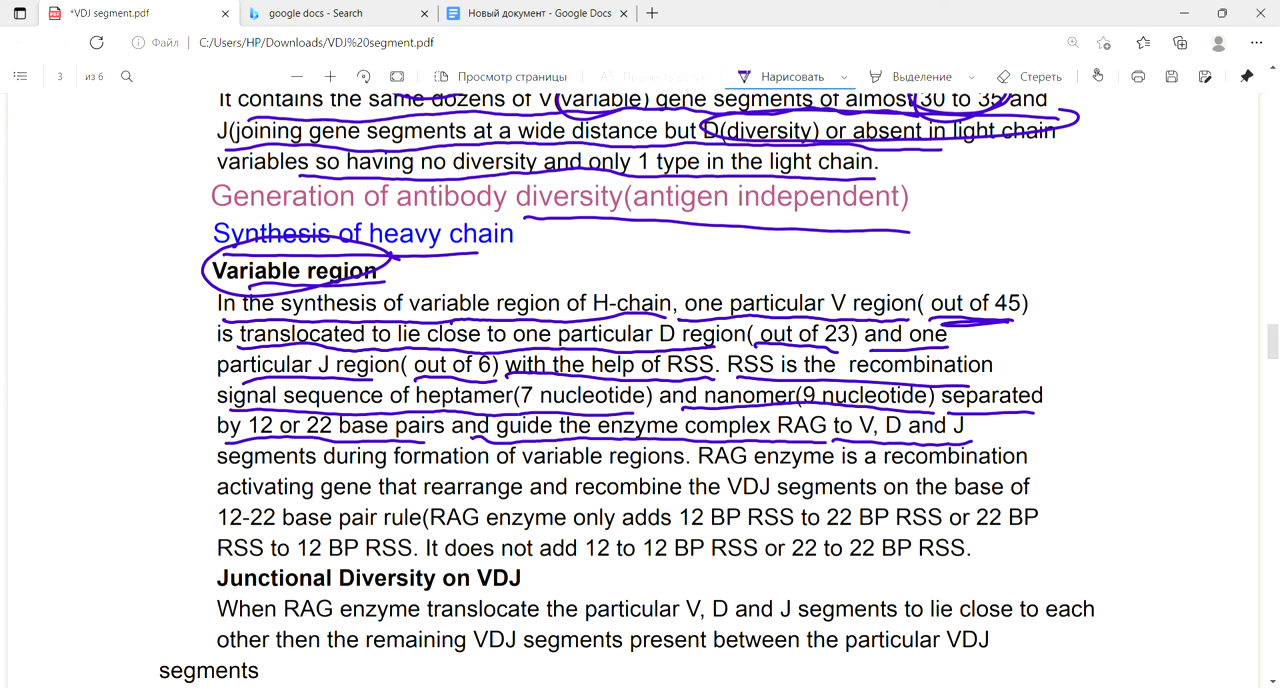 *VDJ segment.pdf
google docs - Search
Новый документ - Google Docs
Файл
C:/Users/HP/Downloads/VDJ%20segment.pdf
3 из 6
Просмотр страницы
Нарисовать
Выделение
Стереть
It contains the same dozens of V(variable) gene segments of almost(30 to 35 and
J(joining gene segments at a wide distance but D(diversity) or absent in light chain
variables so having no diversity and only 1 type in the light chain.
Generation of antibody diversity(antigen independent)
Synthesis of heavy chain
Variable region
In the synthesis of variable region of H-chain, one particular V region( out of 45)
is translocated to lie close to one particular D region( out of 23) and one
particular J region( out of 6) with the help of RSS. RSS is the recombination
signal sequence of heptamer(7 nucleotide) and nanomer(9 nucleotide) separated
by 12 or 22 base pairs and guide the enzyme complex RAG to V, D and J
segments during formation of variable regions. RAG enzyme is a recombination
activating gene that rearrange and recombine the VDJ segments on the base of
12-22 base pair rule(RAG enzyme only adds 12 BP RSS to 22 BP RSS or 22 BP
RSS to 12 BP RSS. It does not add 12 to 12 BP RSS or 22 to 22 BP RSS.
Junctional Diversity on VDJ
When RAG enzyme translocate the particular V, D and J segments to lie close to each
other then the remaining VDJ segments present between the particular VDJ
segments